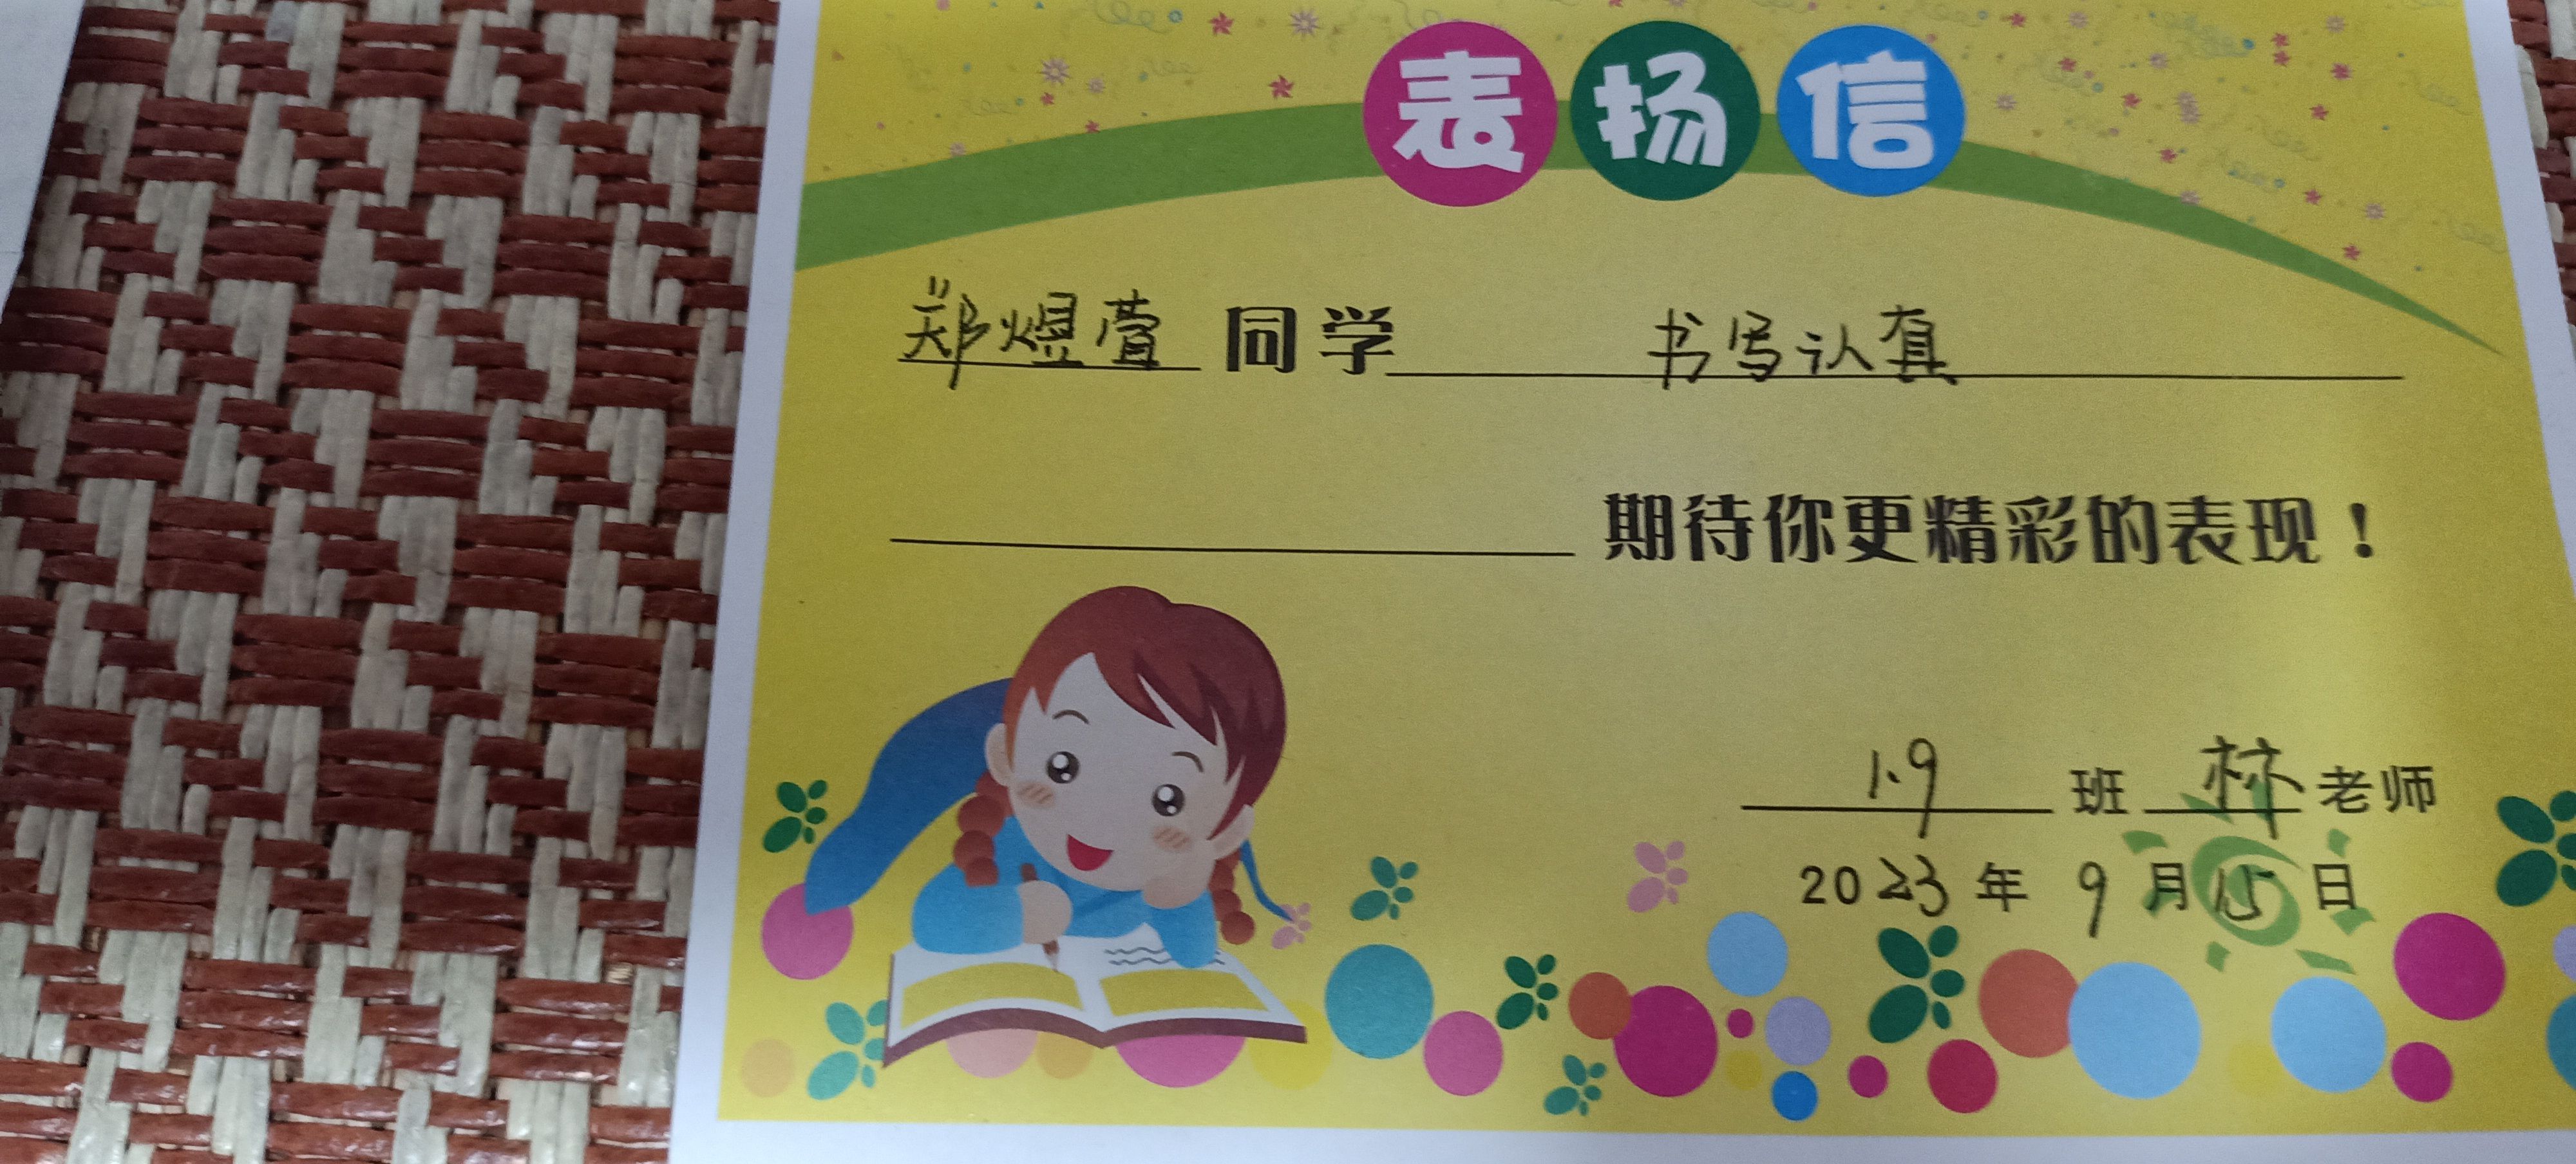 表扬信
郑煜萱同学 书写认真
期待你更精彩的表现!
1.9 班 林 老师
2023 年 9 月 15 日